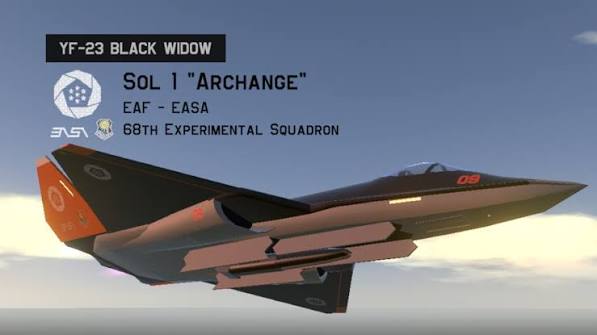 YF-23 BLACK WIDOW
Sol 1 "Archange"
EAF - EASA
EASA
68th Experimental Squadron
09